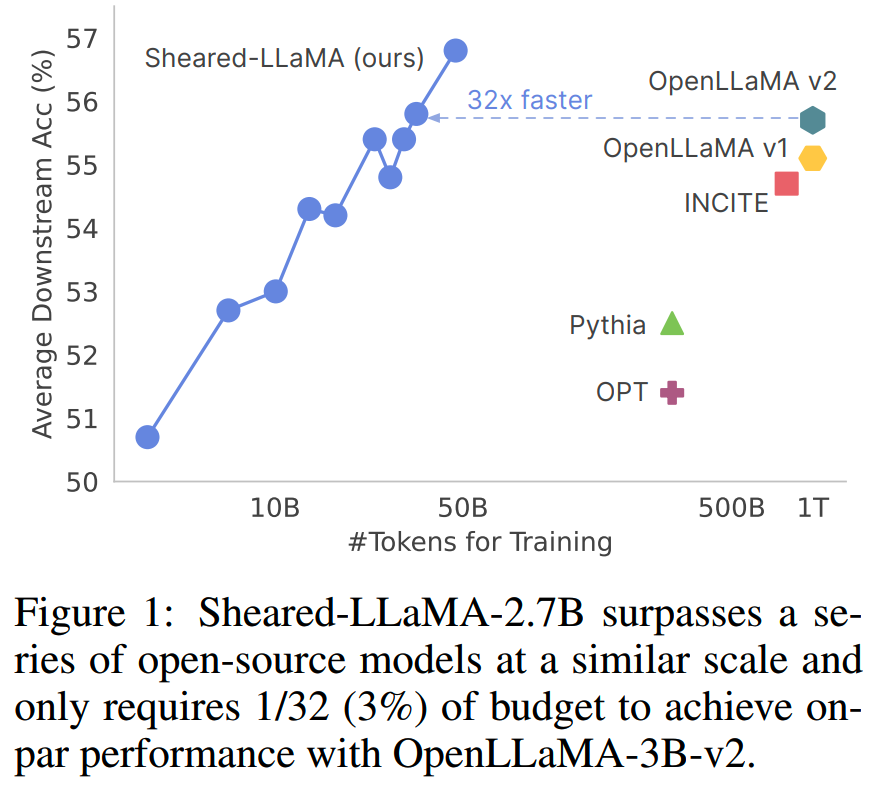 57
Sheared-LLaMA (ours)
OpenLLaMA v2
56
32x faster
OpenLLaMA v1
55
INCITE
54
53
Pythia
52
OPT
51
50
Average Downstream Acc (%)
10B
50B
500B
1T
#Tokens for Training
Figure 1: Sheared-LLaMA-2.7B surpasses a se-
ries of open-source models at a similar scale and
only requires 1/32 (3%) of budget to achieve on-
par performance with OpenLLaMA-3B-v2.